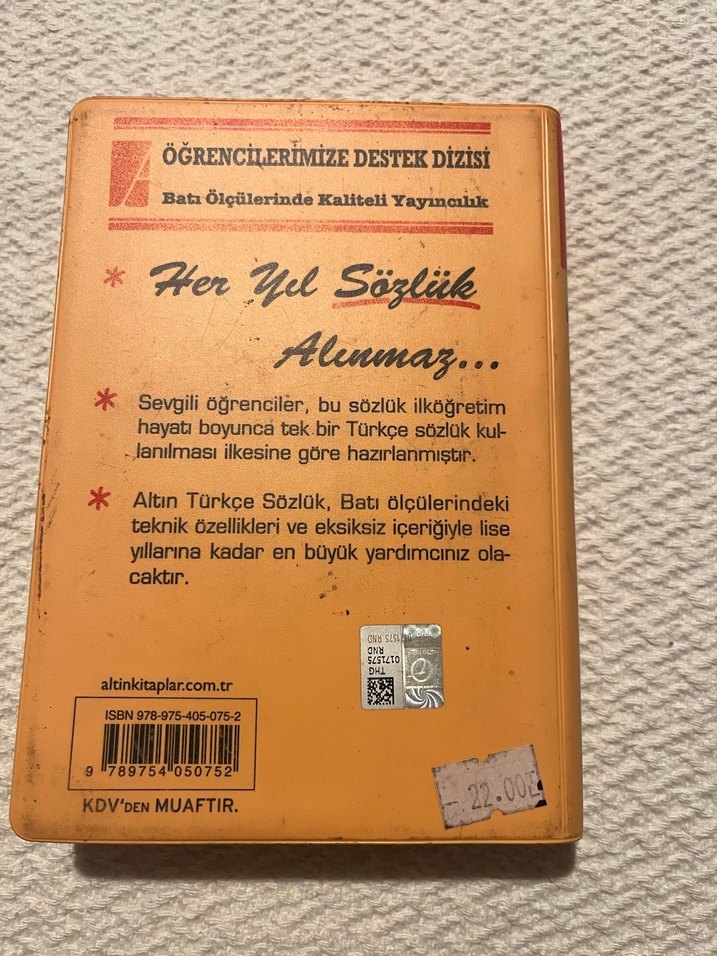 ÖĞRENCİLERİMİZE DESTEK DİZİSİ
Batı Ölçülerinde Kaliteli Yayıncılık
* Her Yıl Sözlük
Alınmaz...
* Sevgili öğrenciler, bu sözlük ilköğretim
hayatı boyunca tek bir Türkçe sözlük kul-
lanılması ilkesine göre hazırlanmıştır.
* Altın Türkçe Sözlük, Batı ölçülerindeki
teknik özellikleri ve eksiksiz içeriğiyle lise
yıllarına kadar en büyük yardımcınız ola-
caktır.
THG
0171575
RND
altinkitaplar.com.tr
ISBN 978-975-405-075-2
9 789754 050752
KDV'DEN MUAFTIR.
22.00